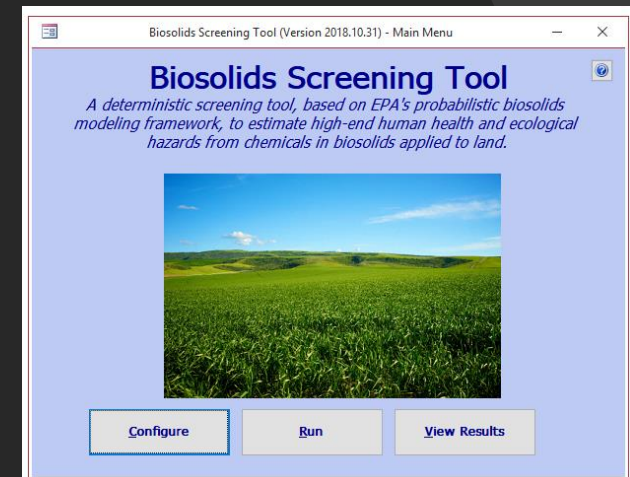 Biosolids Screening Tool (Version 2018.10.31) - Main Menu
Biosolids Screening Tool
A deterministic screening tool, based on EPA's probabilistic biosolids
modeling framework, to estimate high-end human health and ecological
hazards from chemicals in biosolids applied to land.
Configure Run View Results